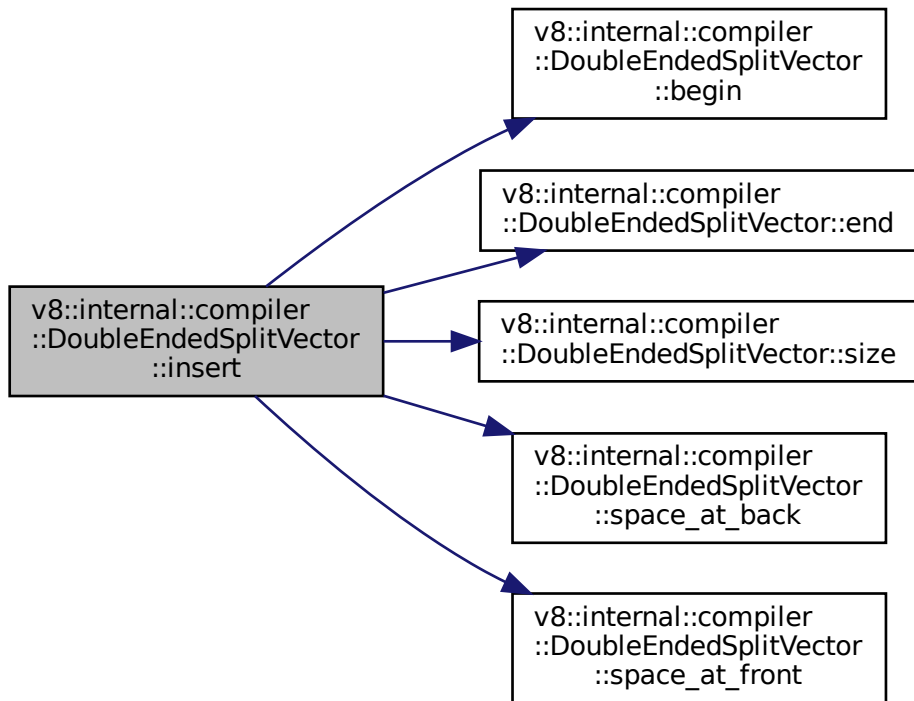 v8::internal::compiler
::DoubleEndedSplitVector
::begin
v8::internal::compiler
::DoubleEndedSplitVector::end
v8::internal::compiler
::DoubleEndedSplitVector
::insert
v8::internal::compiler
::DoubleEndedSplitVector::size
v8::internal::compiler
::DoubleEndedSplitVector
::space_at_back
v8::internal::compiler
::DoubleEndedSplitVector
::space_at_front